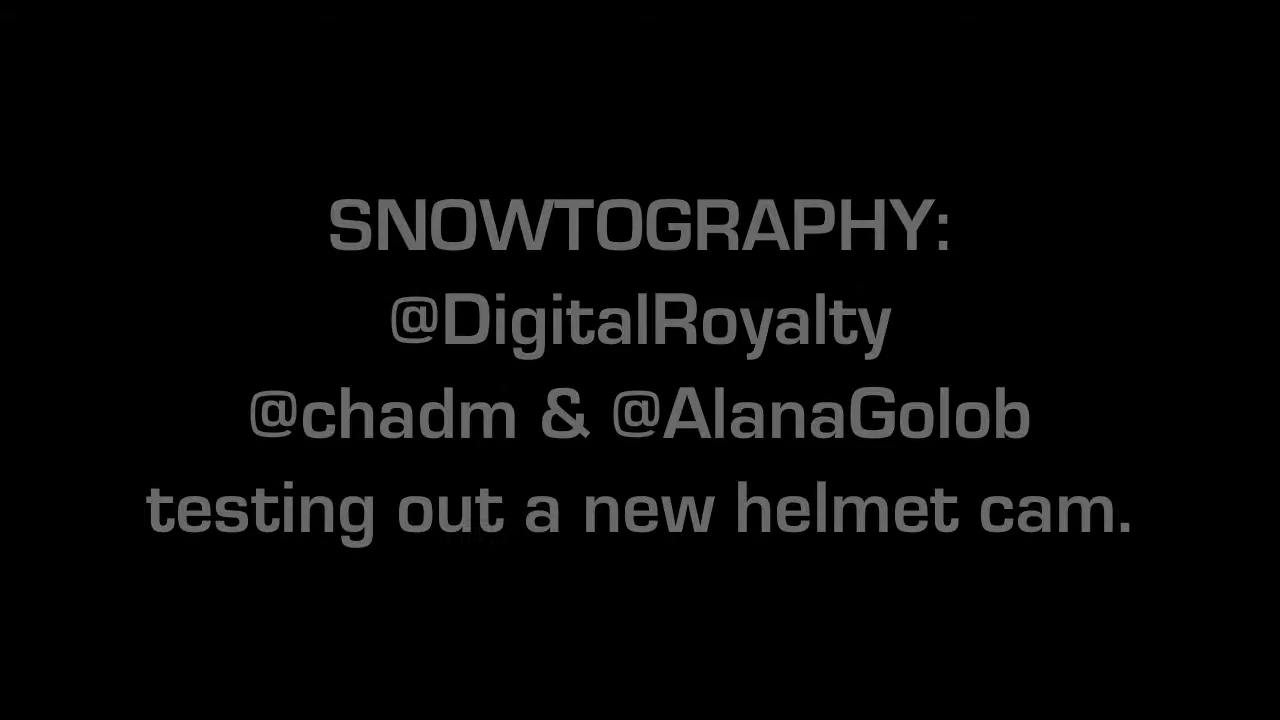 SNOWTOGRAPHY:
@DigitalRoyalty
@chadm & @AlanaGolob
testing out a new helmet cam.